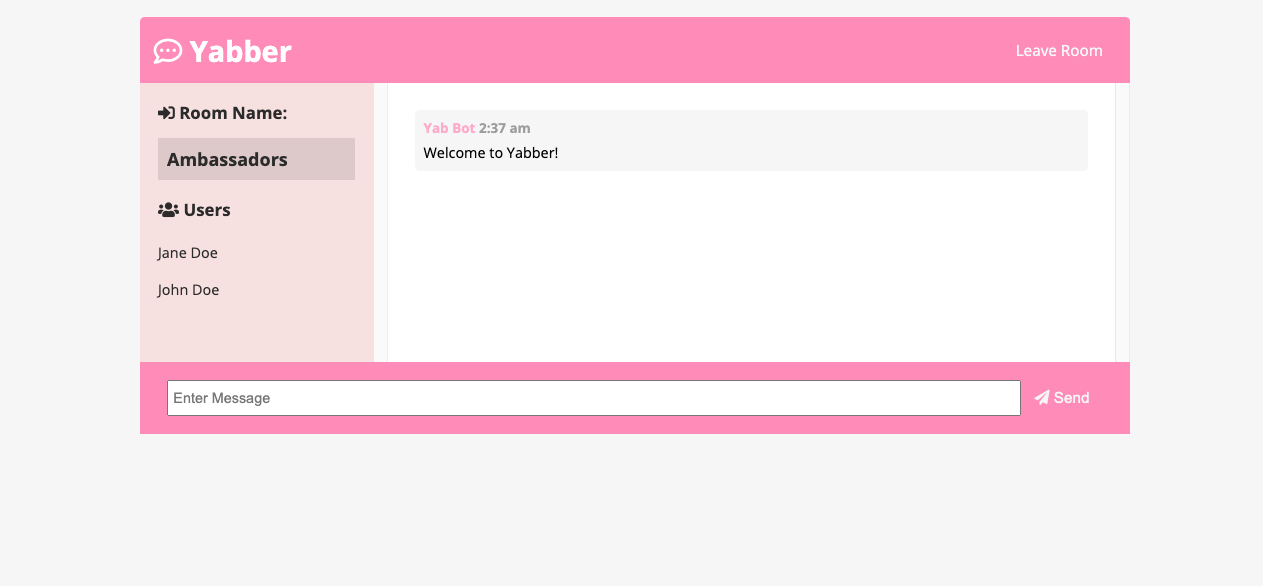 Yabber
Leave Room
Room Name:
Ambassadors
Users
Jane Doe
John Doe
Yab Bot 2:37 am
Welcome to Yabber!
Enter Message
Send